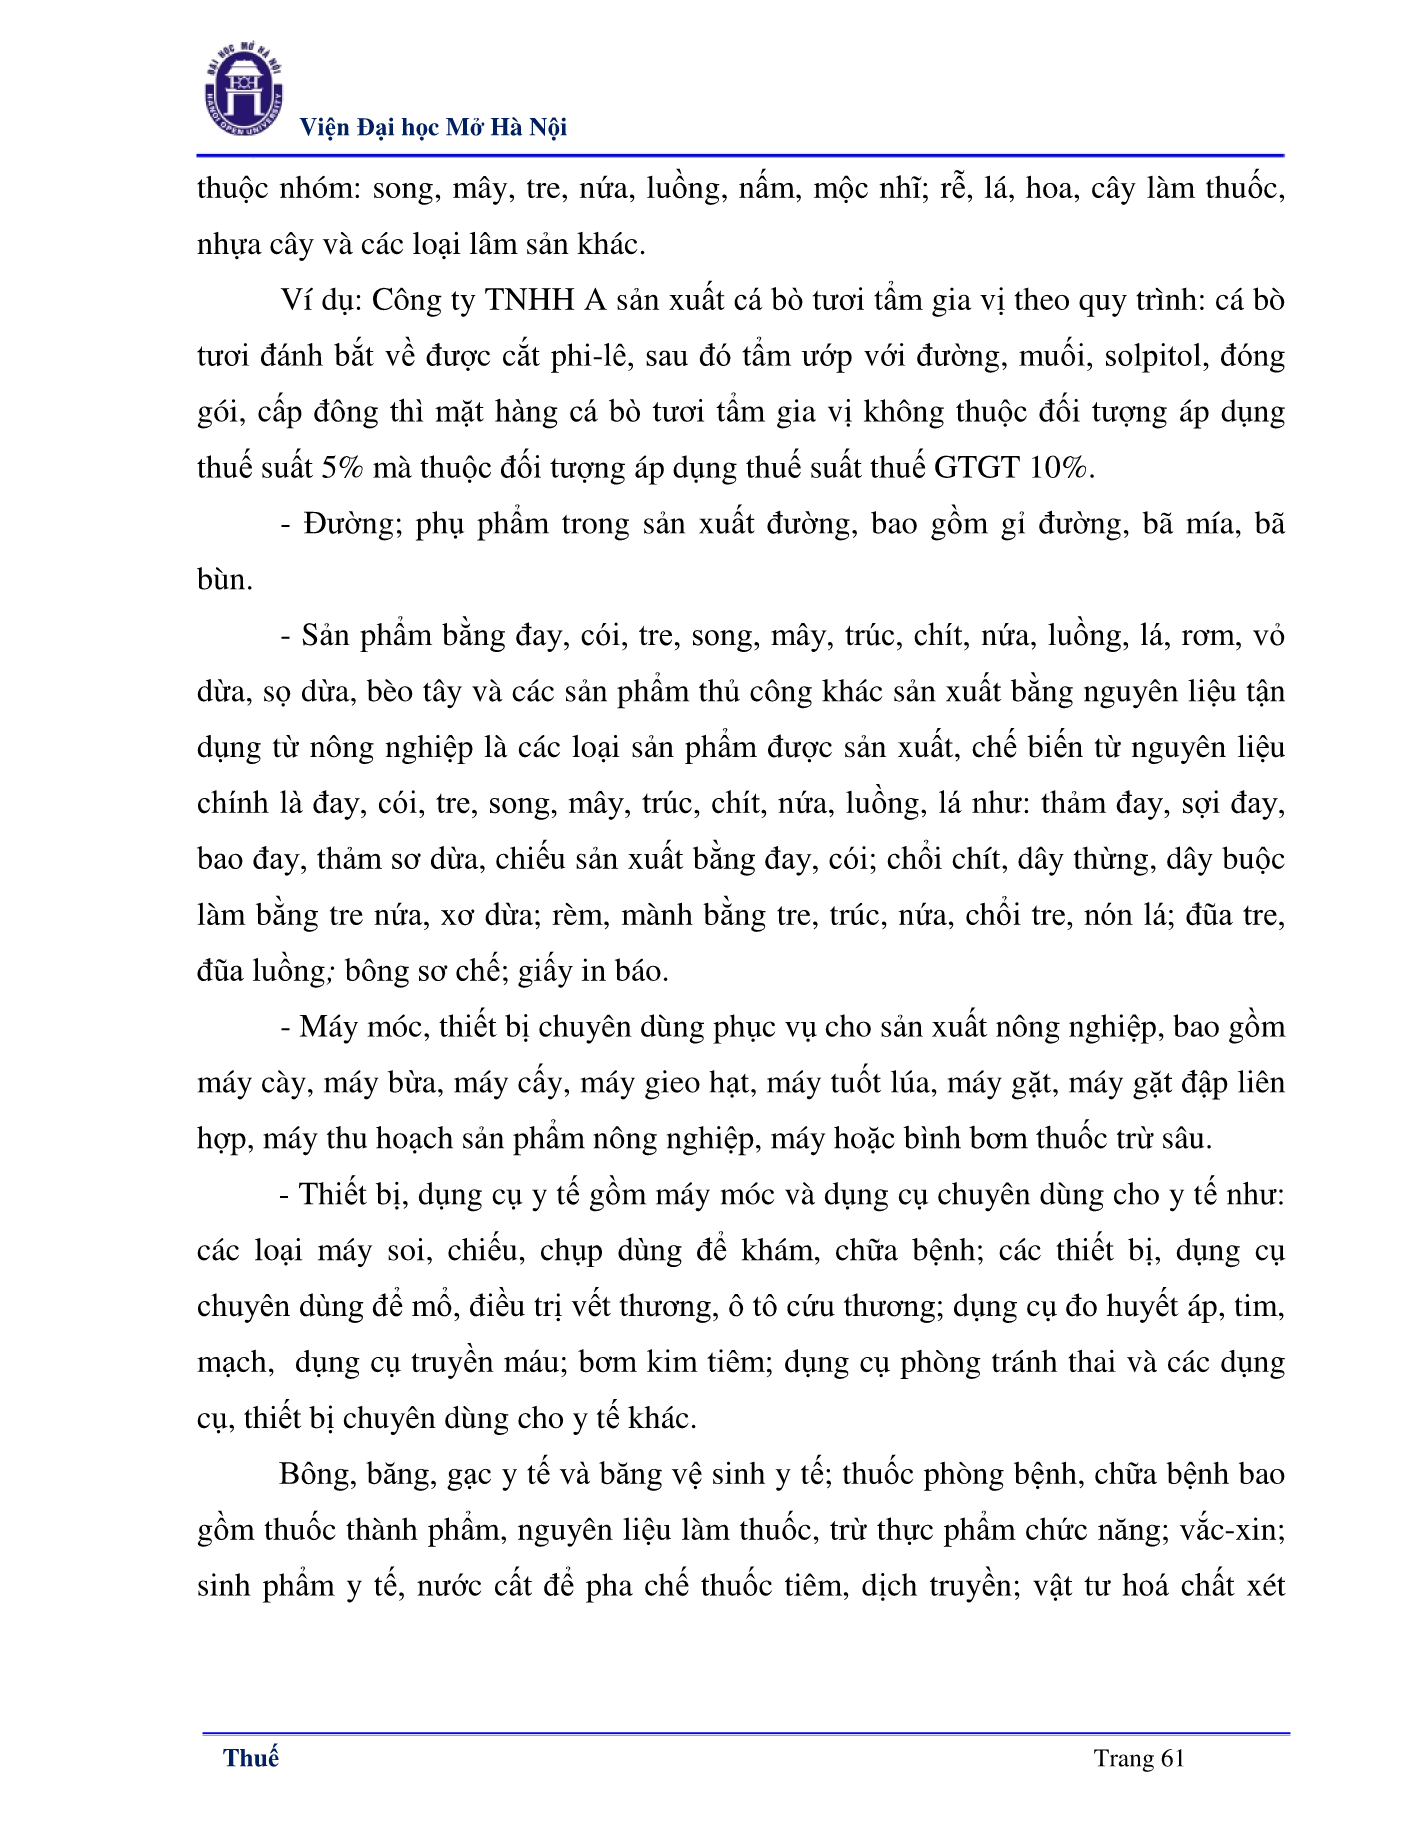 ĐẠI HỌC MỞ HÀ NỘI
HANOI OPEN UNIVERSITY
Viện Đại học Mở Hà Nội
thuộc nhóm: song, mây, tre, nứa, luồng, nấm, mộc nhĩ; rễ, lá, hoa, cây làm thuốc,
nhựa cây và các loại lâm sản khác.
Ví dụ: Công ty TNHH A sản xuất cá bò tươi tẩm gia vị theo quy trình: cá bò
tươi đánh bắt về được cắt phi-lê, sau đó tẩm ướp với đường, muối, solpitol, đóng
gói, cấp đông thì mặt hàng cá bò tươi tẩm gia vị không thuộc đối tượng áp dụng
thuế suất 5% mà thuộc đối tượng áp dụng thuế suất thuế GTGT 10%.
- Đường; phụ phẩm trong sản xuất đường, bao gồm gỉ đường, bã mía, bã
bùn.
- Sản phẩm bằng đay, cói, tre, song, mây, trúc, chít, nứa, luồng, lá, rơm, vỏ
dừa, sọ dừa, bèo tây và các sản phẩm thủ công khác sản xuất bằng nguyên liệu tận
dụng từ nông nghiệp là các loại sản phẩm được sản xuất, chế biến từ nguyên liệu
chính là đay, cói, tre, song, mây, trúc, chít, nứa, luồng, lá như: thảm đay, sợi đay,
bao đay, thảm sơ dừa, chiếu sản xuất bằng đay, cói; chổi chít, dây thừng, dây buộc
làm bằng tre nứa, xơ dừa; rèm, mành bằng tre, trúc, nứa, chổi tre, nón lá; đũa tre,
đũa luồng; bông sơ chế; giấy in báo.
- Máy móc, thiết bị chuyên dùng phục vụ cho sản xuất nông nghiệp, bao gồm
máy cày, máy bừa, máy cấy, máy gieo hạt, máy tuốt lúa, máy gặt, máy gặt đập liên
hợp, máy thu hoạch sản phẩm nông nghiệp, máy hoặc bình bơm thuốc trừ sâu.
- Thiết bị, dụng cụ y tế gồm máy móc và dụng cụ chuyên dùng cho y tế như:
các loại máy soi, chiếu, chụp dùng để khám, chữa bệnh; các thiết bị, dụng cụ
chuyên dùng để mổ, điều trị vết thương, ô tô cứu thương; dụng cụ đo huyết áp, tim,
mạch, dụng cụ truyền máu; bơm kim tiêm; dụng cụ phòng tránh thai và các dụng
cụ, thiết bị chuyên dùng cho y tế khác.
Bông, băng, gạc y tế và băng vệ sinh y tế; thuốc phòng bệnh, chữa bệnh bao
gồm thuốc thành phẩm, nguyên liệu làm thuốc, trừ thực phẩm chức năng; vắc-xin;
sinh phẩm y tế, nước cất để pha chế thuốc tiêm, dịch truyền; vật tư hoá chất xét
Thuế Trang 61